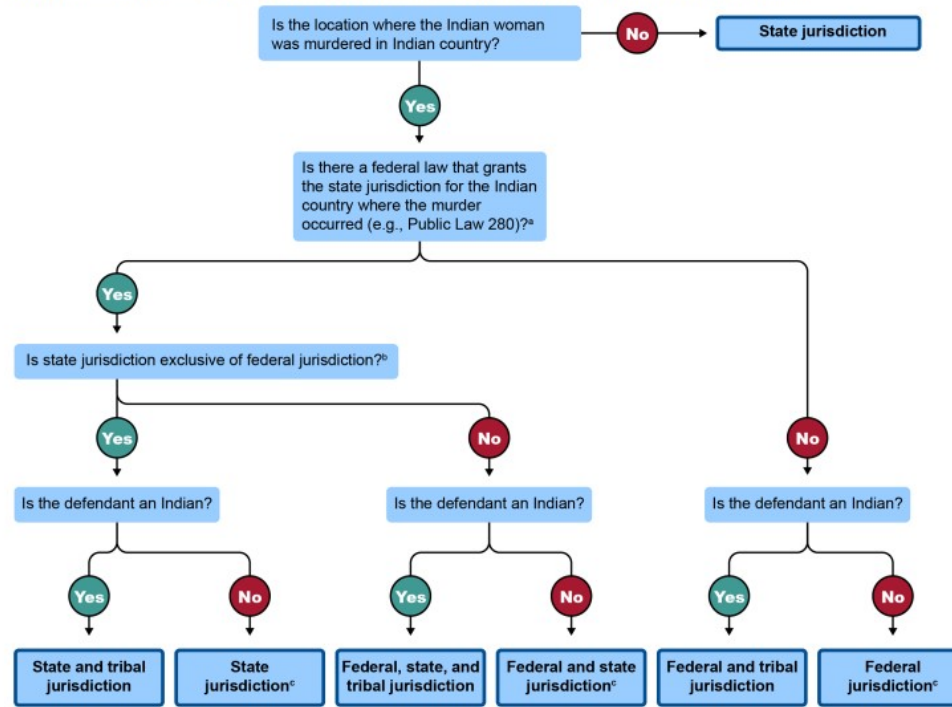 Is the location where the Indian woman
was murdered in Indian country?
No
State jurisdiction
Yes
Is there a federal law that grants
the state jurisdiction for the Indian
country where the murder
occurred (e.g., Public Law 280)?ᵃ
Yes
Is state jurisdiction exclusive of federal jurisdiction?ᵇ
Yes
No
No
Is the defendant an Indian?
Is the defendant an Indian?
Is the defendant an Indian?
Yes
No
Yes
No
Yes
No
State and tribal
jurisdiction
State
jurisdictionᶜ
Federal, state, and
tribal jurisdiction
Federal and state
jurisdictionᶜ
Federal and tribal
jurisdiction
Federal
jurisdictionᶜ